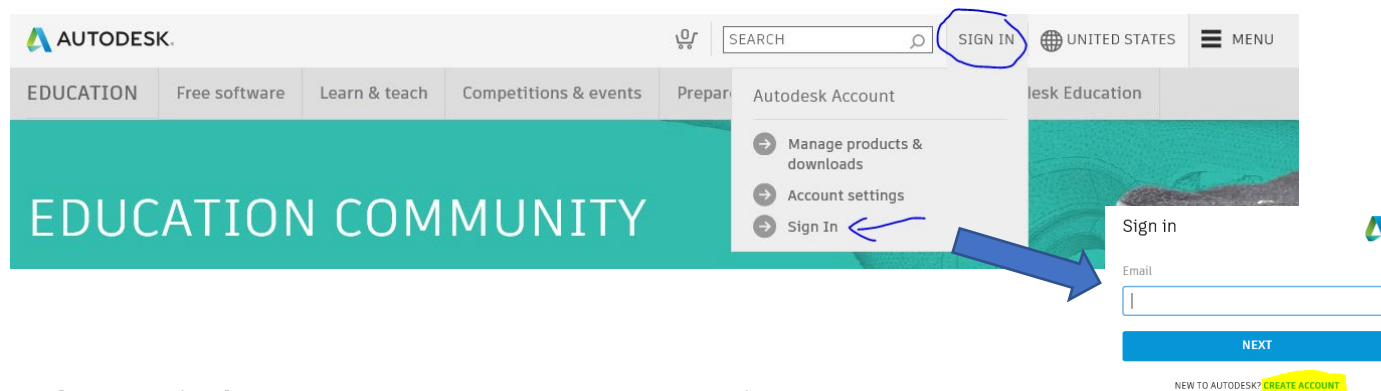 AUTODESK.
0
SEARCH
SIGN IN
UNITED STATES
MENU
EDUCATION
Free software
Learn & teach
Competitions & events
Prepar
desk Education
Autodesk Account
Manage products &
downloads
Account settings
Sign In
EDUCATION COMMUNITY
Sign in
Email
NEXT
NEW TO AUTODESK? CREATE ACCOUNT